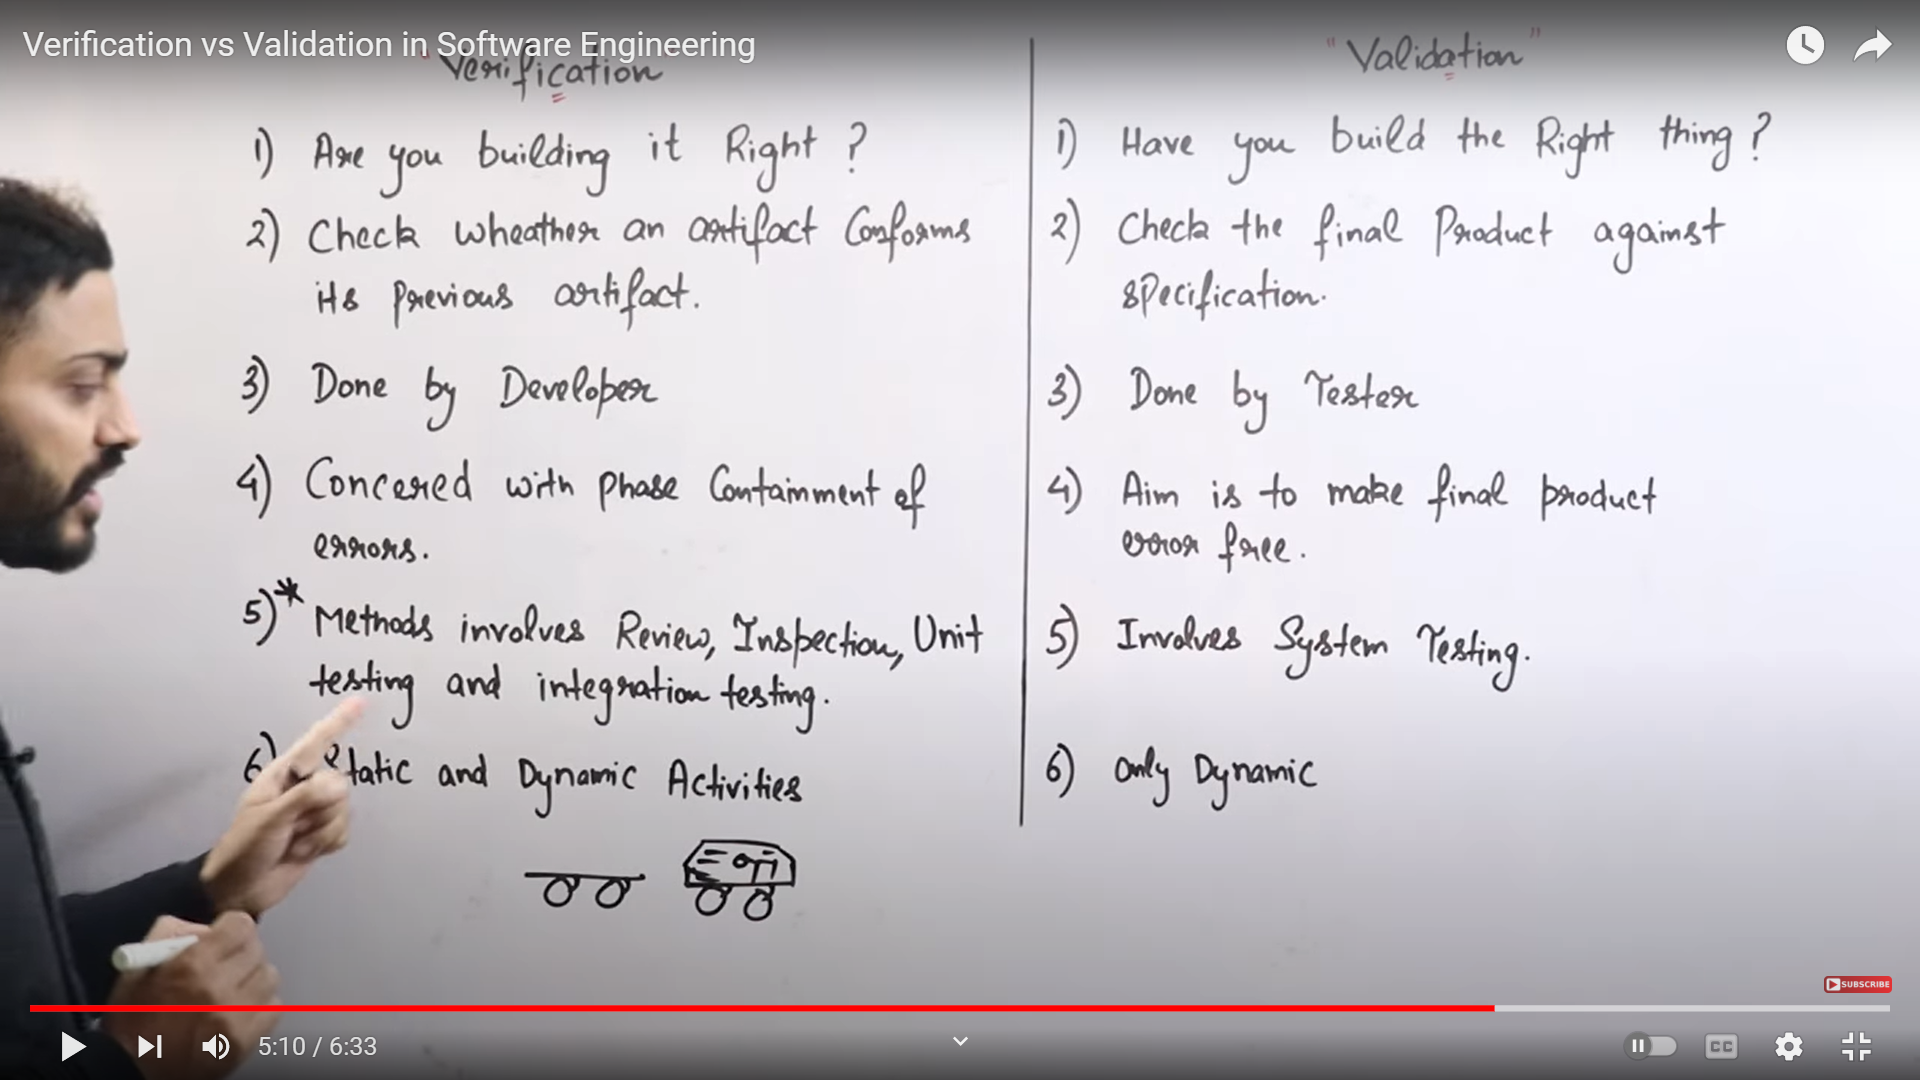 Verification vs Validation in Software Engineering
"Verification
"Validation"
1) Are you building it Right ?
2) Check wheather an artifact Conforms
its previous artifact.
3) Done by Developer
4) Concered with phase Containment of
errors.
5)* Methods involves Review, Inspection, Unit
testing and integration testing.
6) Static and Dynamic Activities
1) Have you build the Right thing ?
2) Check the final Product against
specification.
3) Done by Tester
4) Aim is to make final product
error free.
5) Involves System Testing.
6) only Dynamic
SUBSCRIBE
5:10 / 6:33
CC